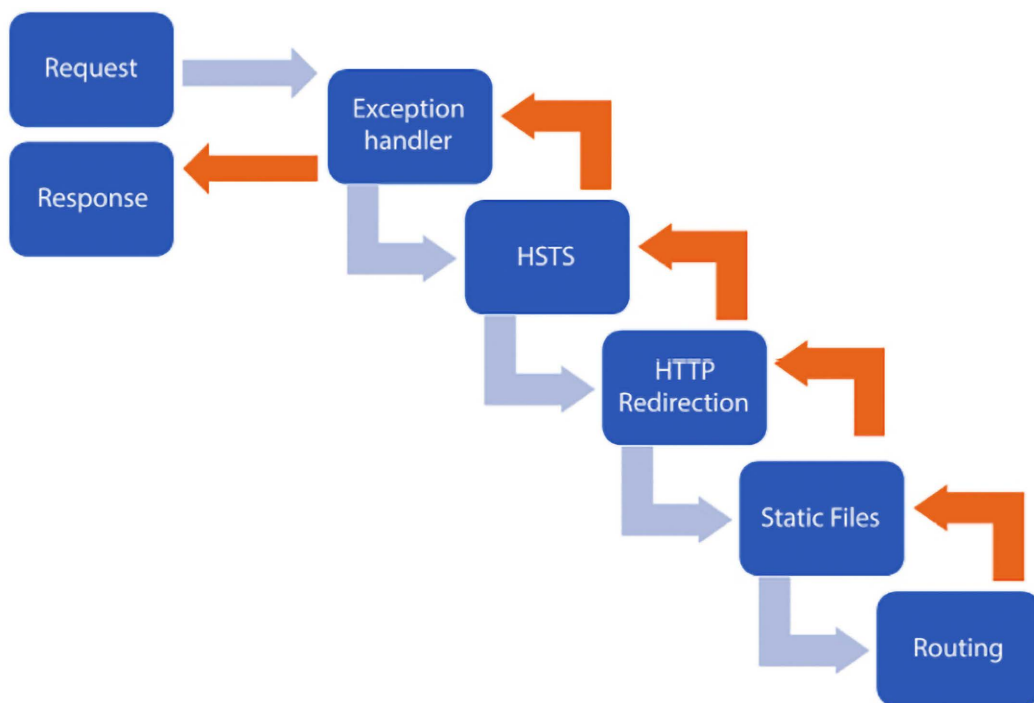 Request
Response
Exception
handler
HSTS
HTTP
Redirection
Static Files
Routing